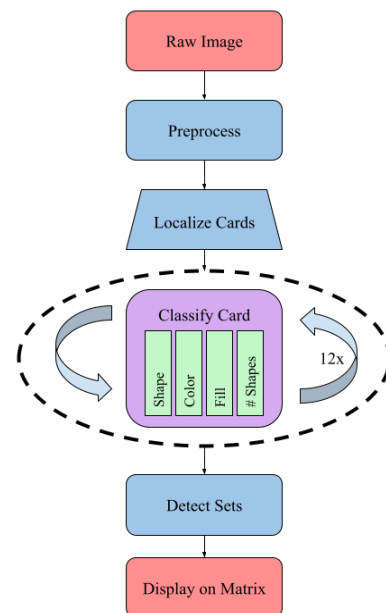 Raw Image
Preprocess
Localize Cards
Classify Card
Shape
Color
Fill
# Shapes
12x
Detect Sets
Display on Matrix